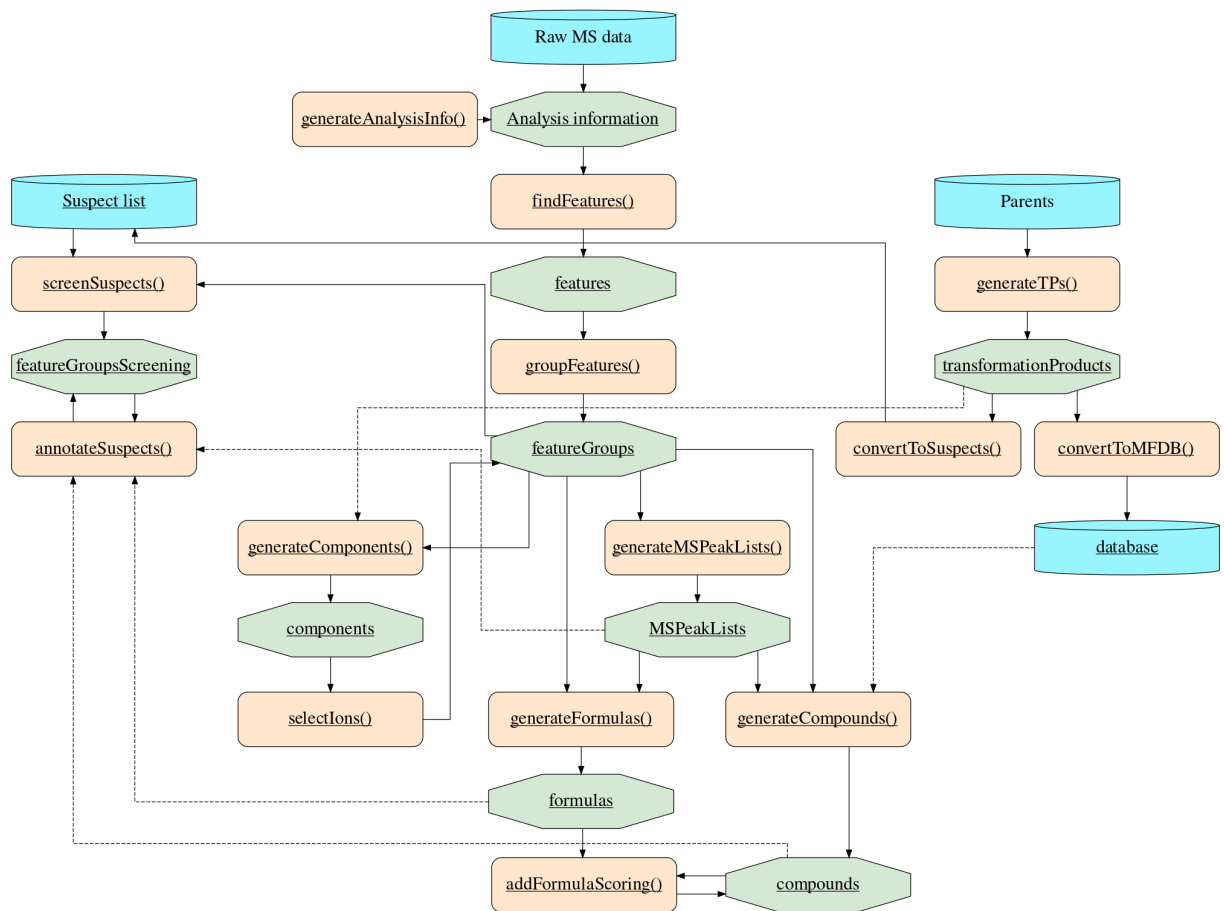 Raw MS data
generateAnalysisInfo()
Analysis information
Suspect list
findFeatures()
Parents
screenSuspects()
features
generateTPs()
featureGroupsScreening
groupFeatures()
transformationProducts
annotateSuspects()
featureGroups
convertToSuspects()
convertToMFDB()
generateComponents()
generateMSPeakLists()
database
components
MSPeakLists
selectIons()
generateFormulas()
generateCompounds()
formulas
addFormulaScoring()
compounds